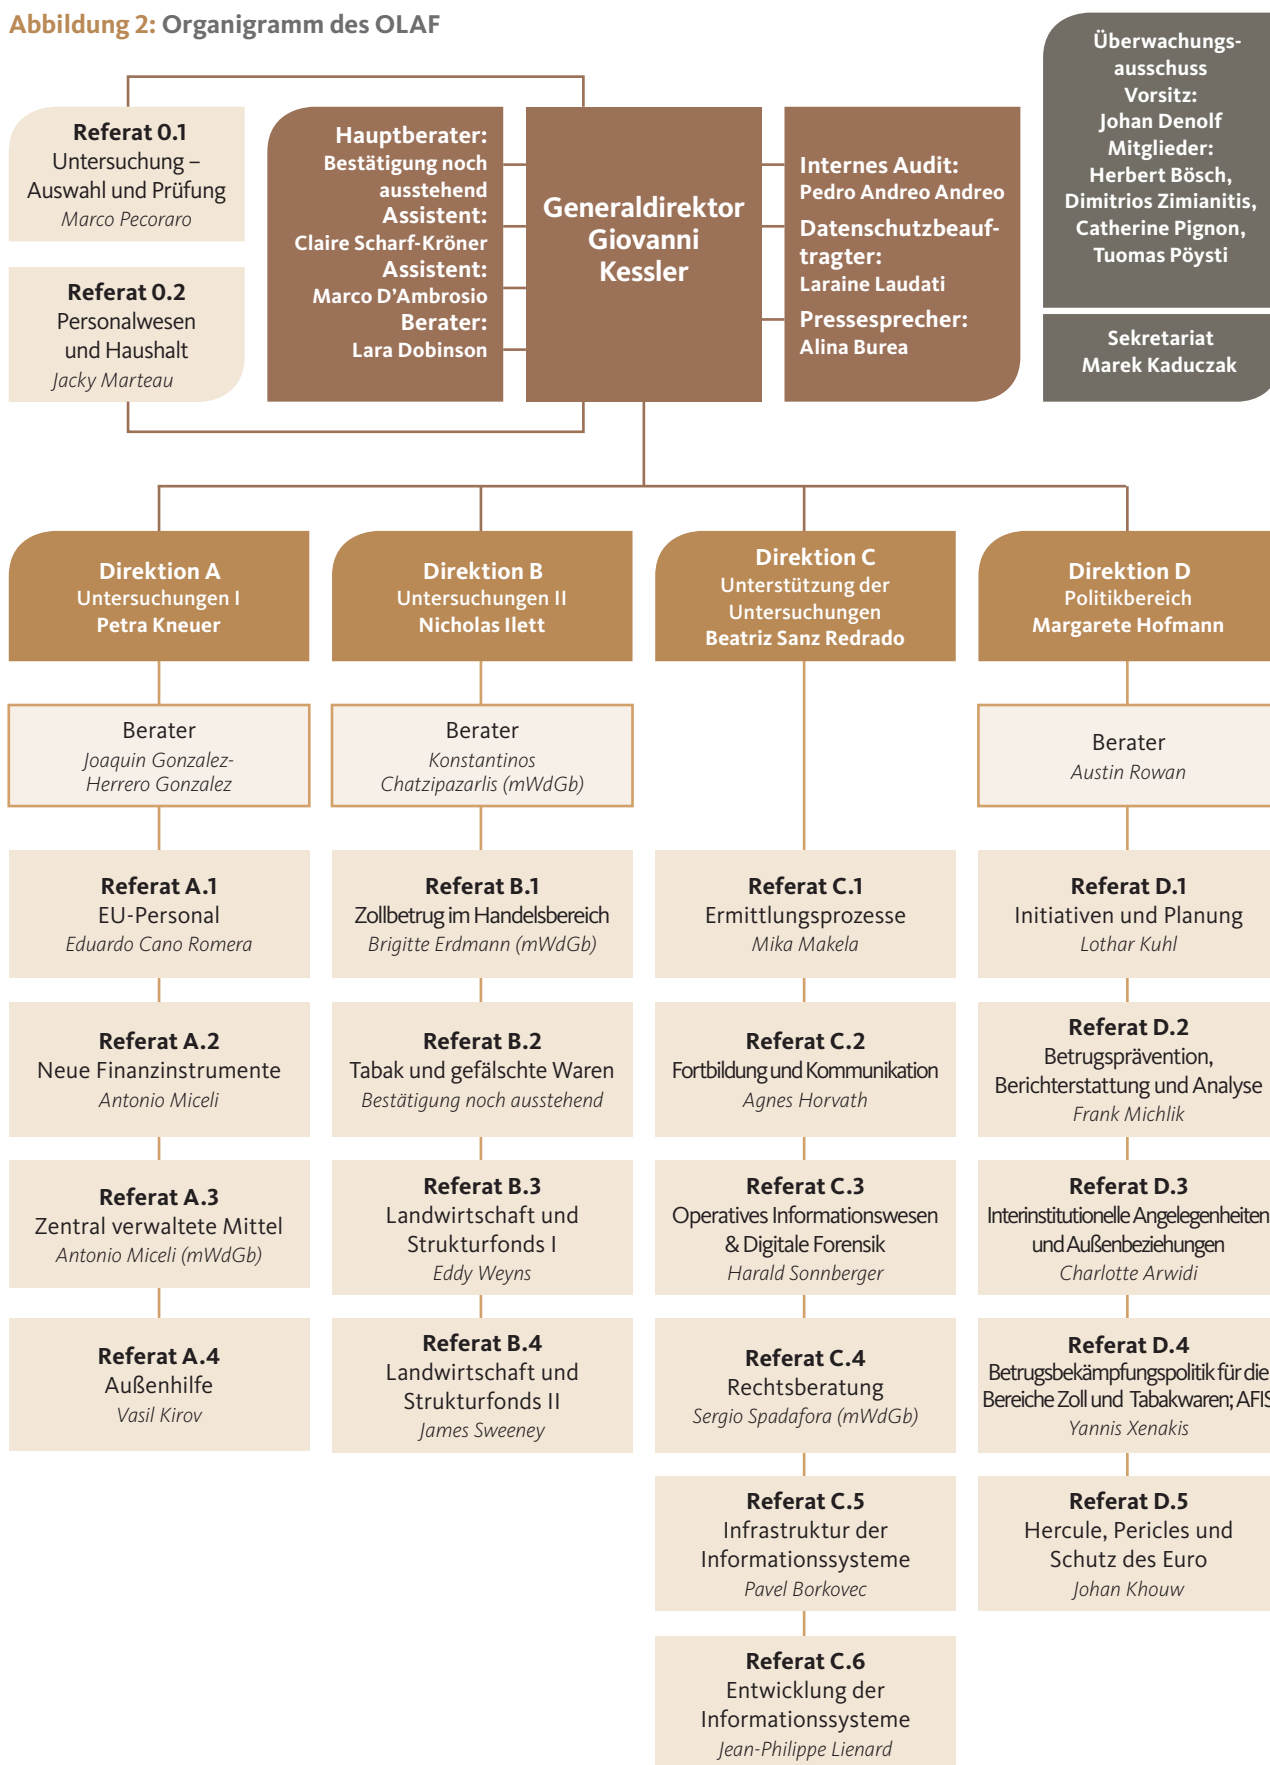 Abbildung 2: Organigramm des OLAF
Referat 0.1
Untersuchung –
Auswahl und Prüfung
Marco Pecoraro
Referat 0.2
Personalwesen
und Haushalt
Jacky Marteau
Hauptberater:
Bestätigung noch
ausstehend
Assistent:
Claire Scharf-Kröner
Assistent:
Marco D’Ambrosio
Berater:
Lara Dobinson
Generaldirektor
Giovanni
Kessler
Internes Audit:
Pedro Andreo Andreo
Datenschutzbeauf-
tragter:
Laraine Laudati
Pressesprecher:
Alina Burea
Überwachungs-
ausschuss
Vorsitz:
Johan Denolf
Mitglieder:
Herbert Bösch,
Dimitrios Zimianitis,
Catherine Pignon,
Tuomas Pöysti
Sekretariat
Marek Kaduczak
Direktion A
Untersuchungen I
Petra Kneuer
Berater
Joaquin Gonzalez-
Herrero Gonzalez
Referat A.1
EU-Personal
Eduardo Cano Romera
Referat A.2
Neue Finanzinstrumente
Antonio Miceli
Referat A.3
Zentral verwaltete Mittel
Antonio Miceli (mWdGb)
Referat A.4
Außenhilfe
Vasil Kirov
Direktion B
Untersuchungen II
Nicholas Ilett
Berater
Konstantinos
Chatzipazarlis (mWdGb)
Referat B.1
Zollbetrug im Handelsbereich
Brigitte Erdmann (mWdGb)
Referat B.2
Tabak und gefälschte Waren
Bestätigung noch ausstehend
Referat B.3
Landwirtschaft und
Strukturfonds I
Eddy Weyns
Referat B.4
Landwirtschaft und
Strukturfonds II
James Sweeney
Direktion C
Unterstützung der
Untersuchungen
Beatriz Sanz Redrado
Referat C.1
Ermittlungsprozesse
Mika Makela
Referat C.2
Fortbildung und Kommunikation
Agnes Horvath
Referat C.3
Operatives Informationswesen
& Digitale Forensik
Harald Sonnberger
Referat C.4
Rechtsberatung
Sergio Spadafora (mWdGb)
Referat C.5
Infrastruktur der
Informationssysteme
Pavel Borkovec
Referat C.6
Entwicklung der
Informationssysteme
Jean-Philippe Lienard
Direktion D
Politikbereich
Margarete Hofmann
Berater
Austin Rowan
Referat D.1
Initiativen und Planung
Lothar Kuhl
Referat D.2
Betrugsprävention,
Berichterstattung und Analyse
Frank Michlik
Referat D.3
Interinstitutionelle Angelegenheiten
und Außenbeziehungen
Charlotte Arwidi
Referat D.4
Betrugsbekämpfungspolitik für die
Bereiche Zoll und Tabakwaren; AFIS
Yannis Xenakis
Referat D.5
Hercule, Pericles und
Schutz des Euro
Johan Khouw